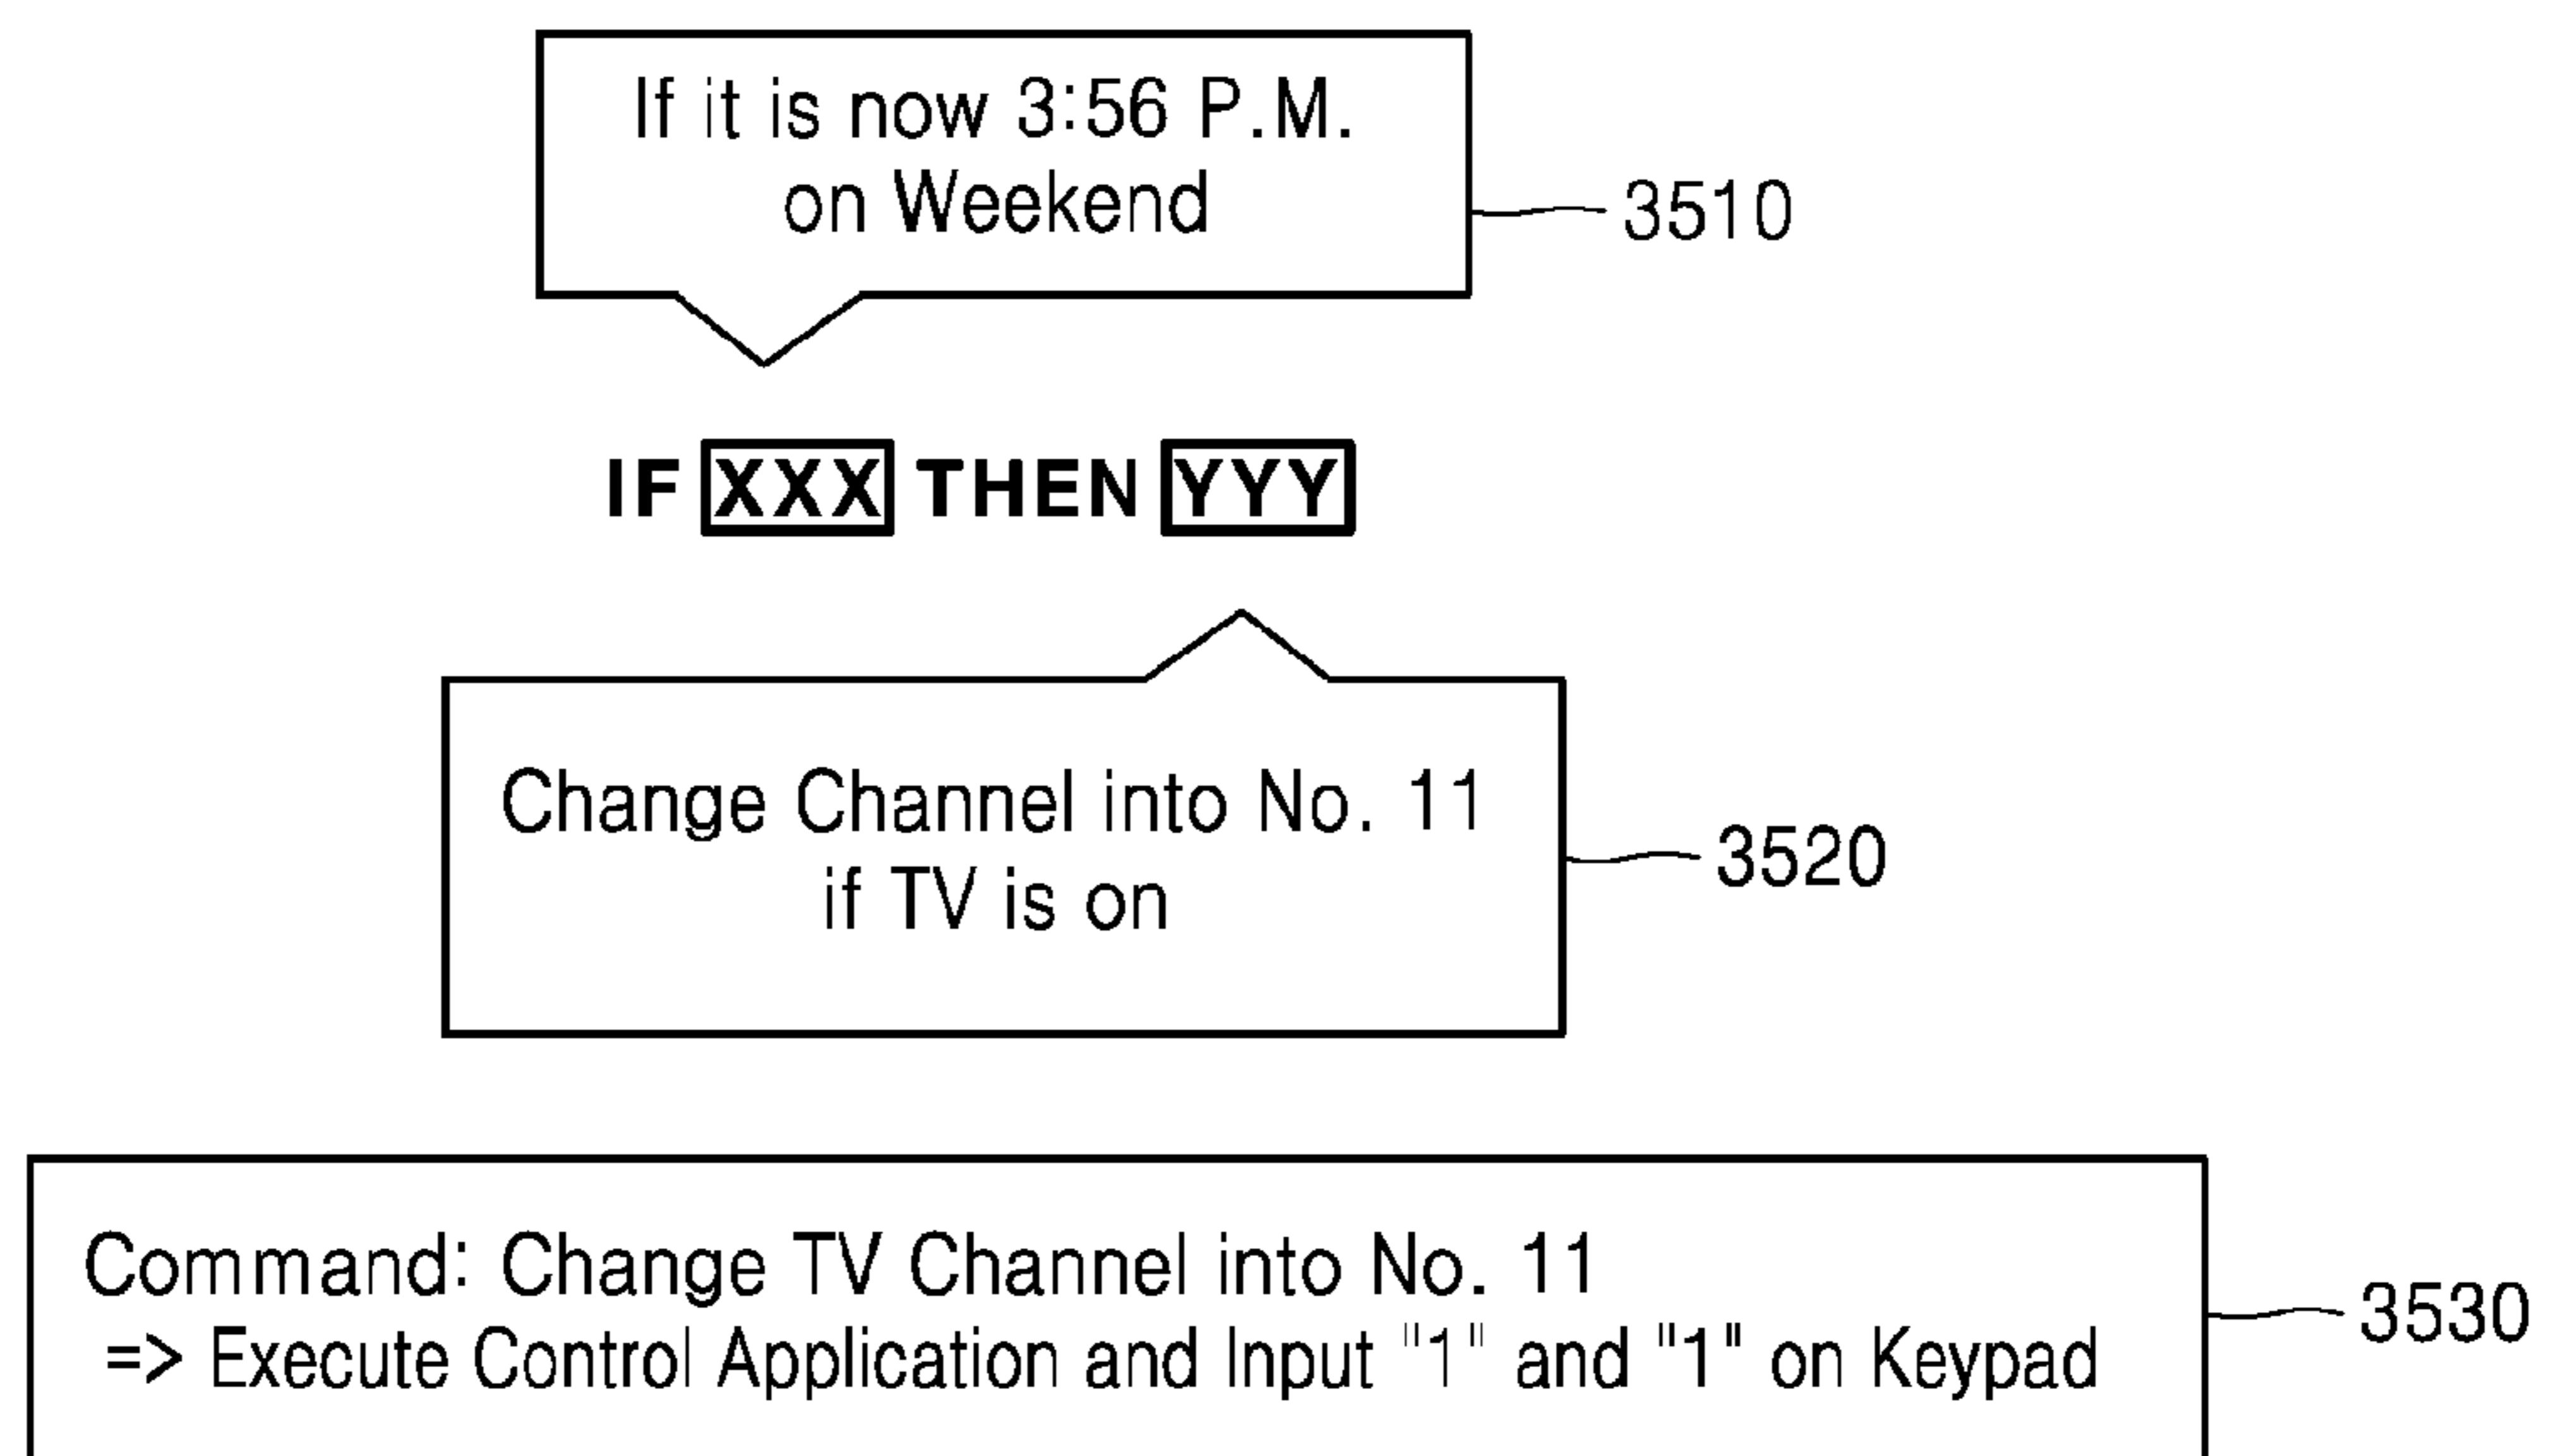 If it is now 3:56 P.M.
on Weekend
3510
IF XXX THEN YYY
Change Channel into No. 11
if TV is on
3520
Command: Change TV Channel into No. 11
=> Execute Control Application and Input "1" and "1" on Keypad
3530